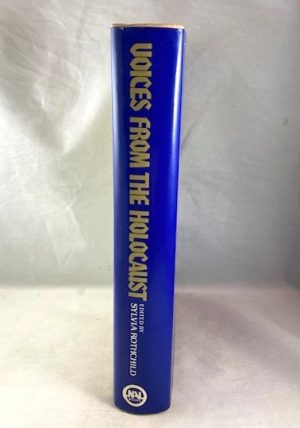 VOICES FROM THE HOLOCAUST
EDITED BY
SYLVIA ROTHCHILD
NAL